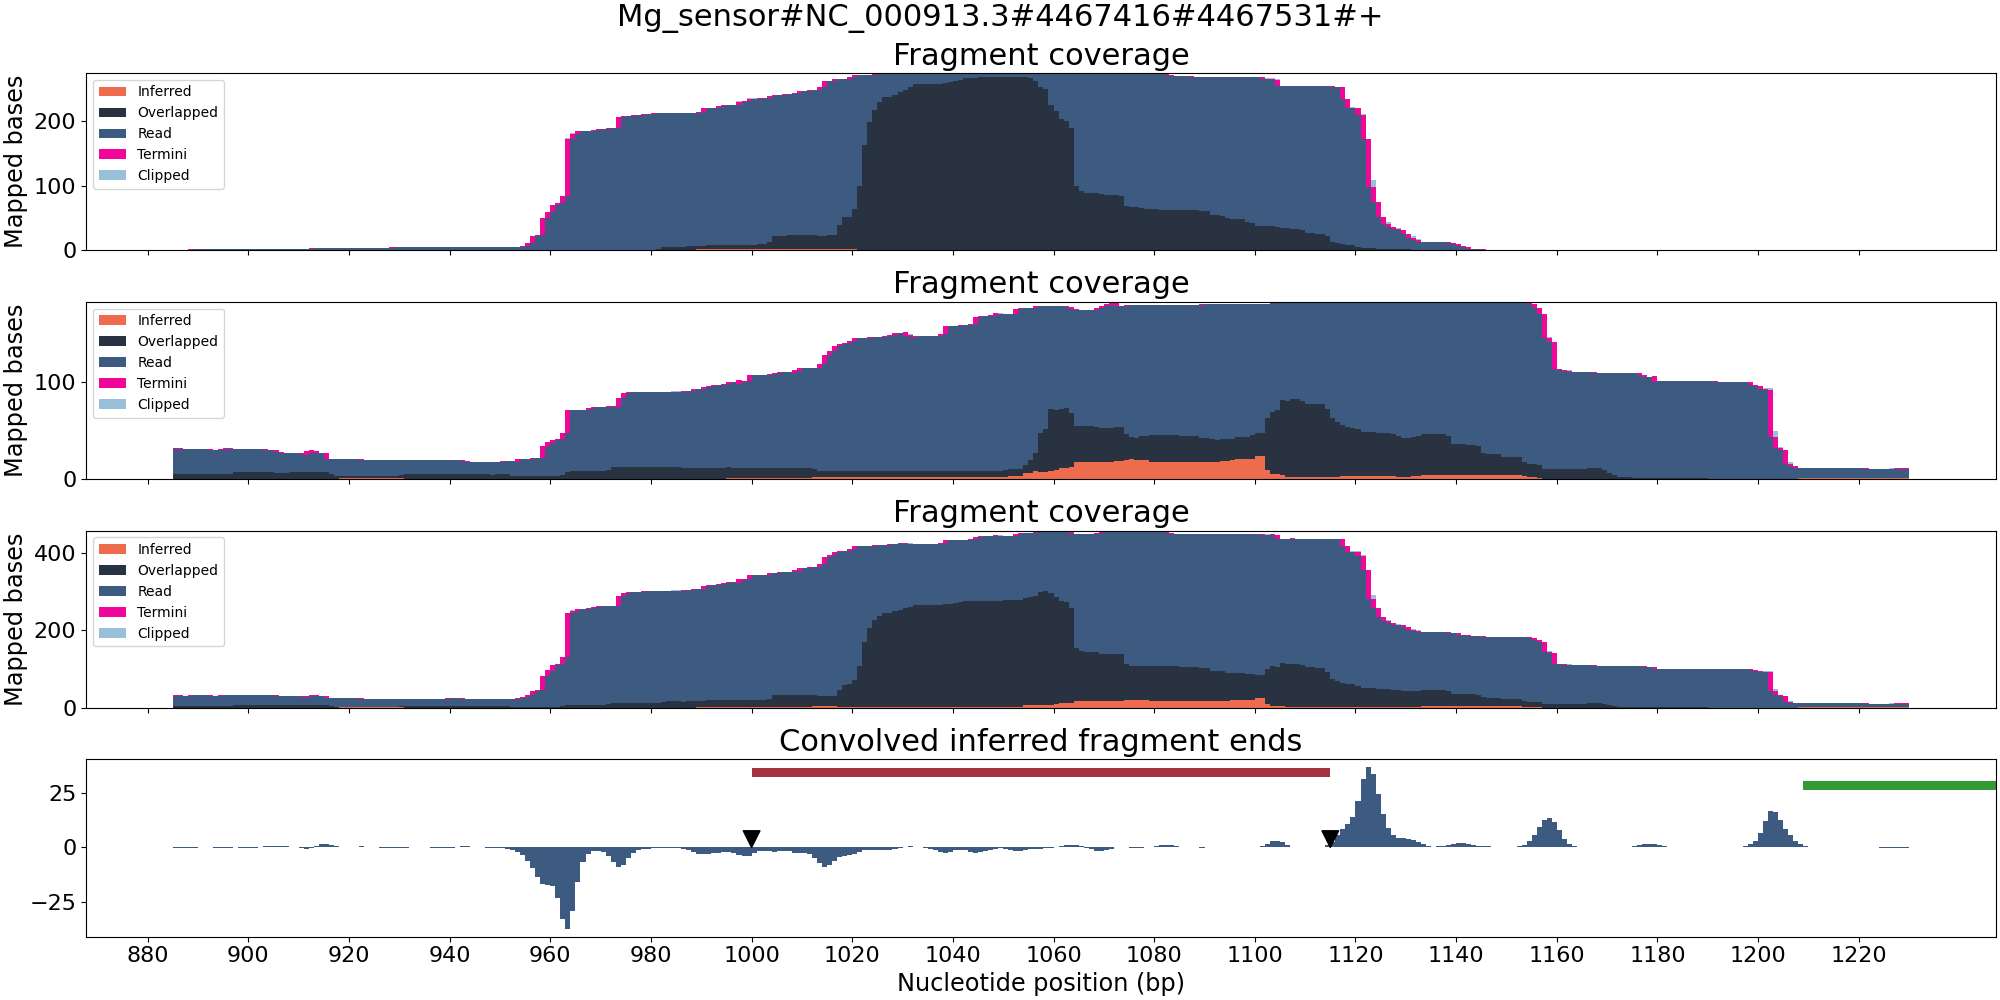 Mg_sensor#NC_000913.3#4467416#4467531#+
Fragment coverage
Mapped bases
200
100
0
Inferred
Overlapped
Read
Termini
Clipped
Fragment coverage
Mapped bases
100
0
Inferred
Overlapped
Read
Termini
Clipped
Fragment coverage
Mapped bases
400
200
0
Inferred
Overlapped
Read
Termini
Clipped
Convolved inferred fragment ends
25
0
−25
880 900 920 940 960 980 1000 1020 1040 1060 1080 1100 1120 1140 1160 1180 1200 1220
Nucleotide position (bp)